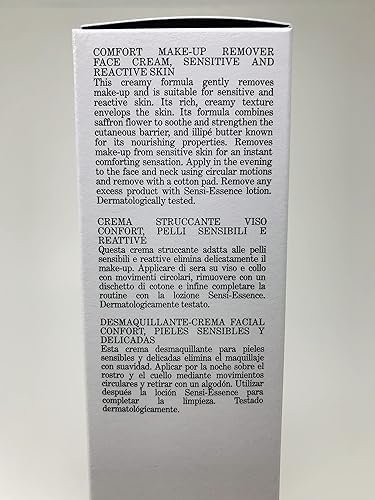 COMFORT MAKE-UP REMOVER
FACE CREAM, SENSITIVE AND
REACTIVE SKIN
This creamy formula gently removes
make-up and is suitable for sensitive and
reactive skin. Its rich, creamy texture
envelops the skin. Its formula combines
saffron flower to soothe and strengthen the
cutaneous barrier, and illipé butter known
for its nourishing properties. Removes
make-up from sensitive skin for an instant
comforting sensation. Apply in the evening
to the face and neck using circular motions
and remove with a cotton pad. Remove any
excess product with Sensi-Essence lotion.
Dermatologically tested.
CREMA STRUCCANTE VISO
CONFORT, PELLI SENSIBILI E
REATTIVE
Questa crema struccante adatta alle pelli
sensibili e reattive elimina delicatamente il
make-up. Applicare di sera su viso e collo
con movimenti circolari, rimuovere con un
dischetto di cotone e infine completare la
routine con la lozione Sensi-Essence.
Dermatologicamente testato.
DESMAQUILLANTE-CREMA FACIAL
CONFORT, PIELES SENSIBLES Y
DELICADAS
Esta crema desmaquillante para pieles
sensibles y delicadas elimina el maquillaje
con suavidad. Aplicar por la noche sobre el
rostro y el cuello mediante movimientos
circulares y retirar con un algodón. Utilizar
después la loción Sensi-Essence para
completar la limpieza. Testado
dermatológicamente.